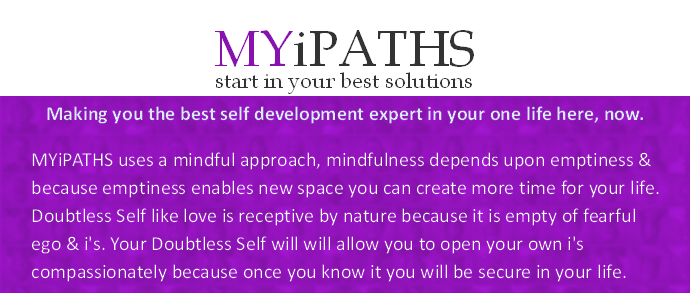 MYiPATHS
start in your best solutions
Making you the best self development expert in your one life here, now.
MYiPATHS uses a mindful approach, mindfulness depends upon emptiness &
because emptiness enables new space you can create more time for your life.
Doubtless Self like love is receptive by nature because it is empty of fearful
ego & i's. Your Doubtless Self will will allow you to open your own i's
compassionately because once you know it you will be secure in your life.